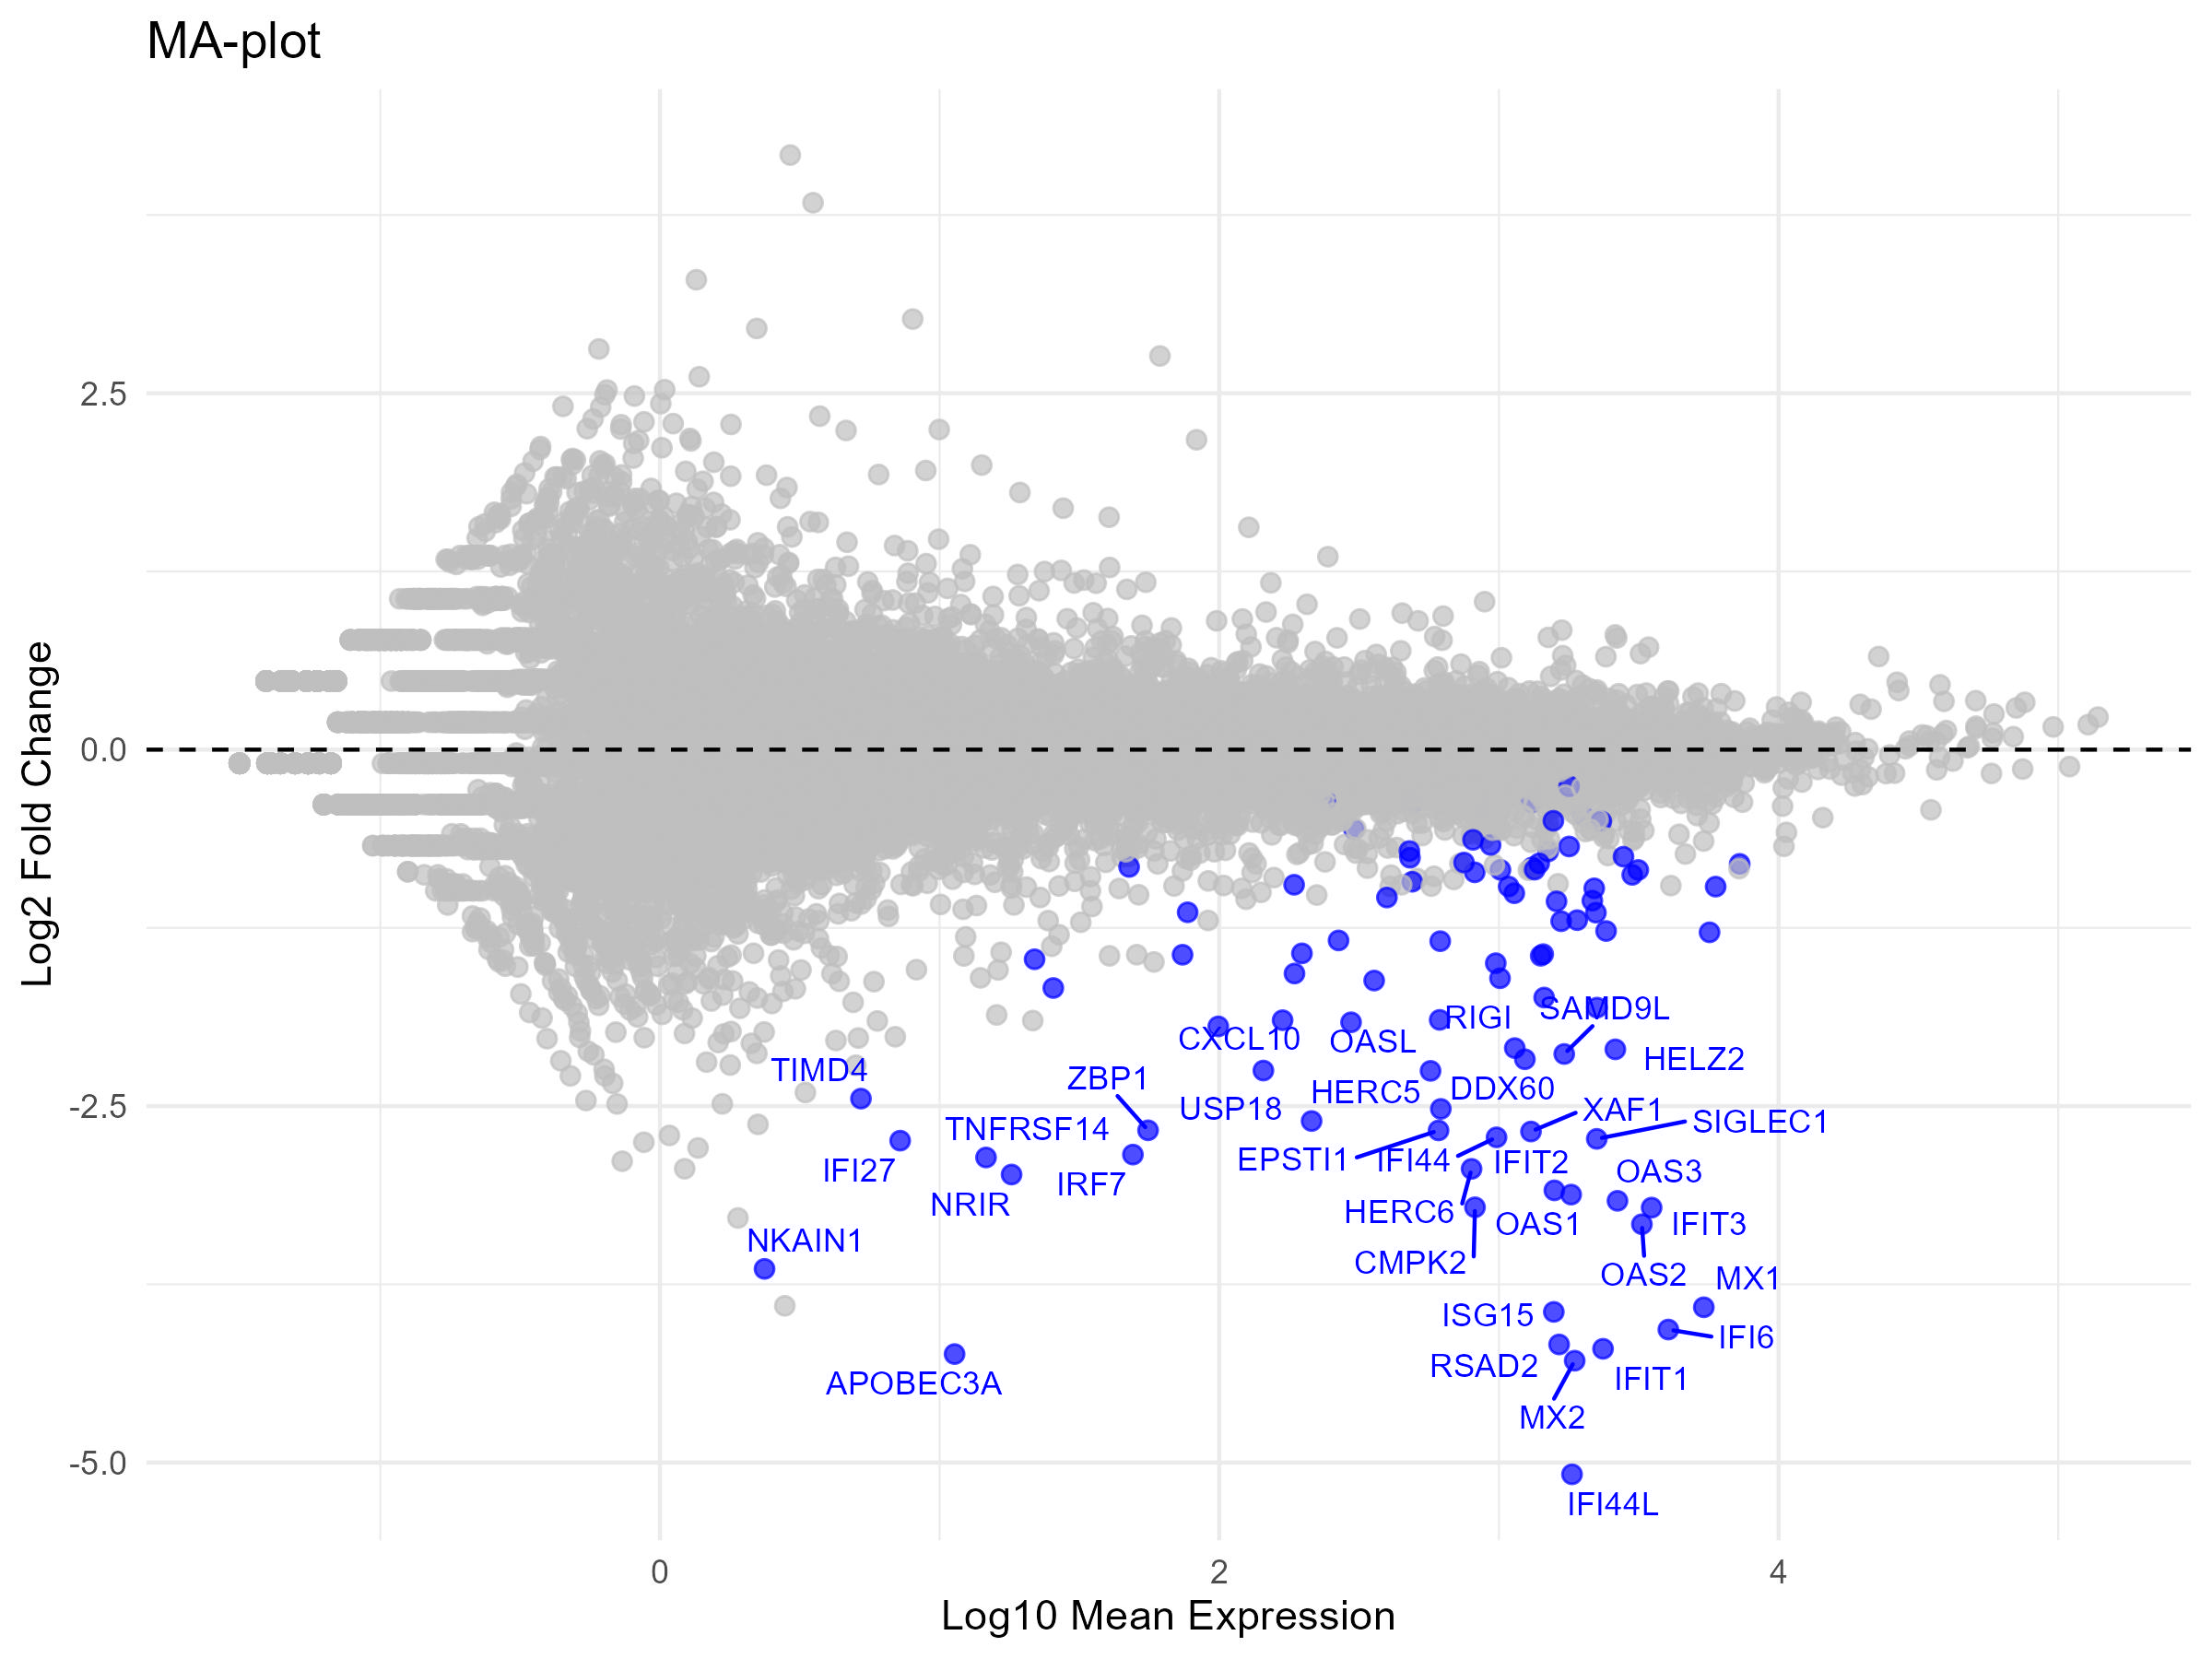 MA-plot
Log2 Fold Change
2.5
0.0
-2.5
-5.0
RIGI
SAMD9L
CXCL10
OASL
HELZ2
TIMD4
ZBP1
HERC5
DDX60
USP18
XAF1
SIGLEC1
TNFRSF14
EPSTI1
IFI44
IFIT2
IFI27
OAS3
IRF7
NRIR
HERC6
OAS1
IFIT3
NKAIN1
CMPK2
OAS2
MX1
ISG15
IFI6
RSAD2
IFIT1
APOBEC3A
MX2
IFI44L
0
2
4
Log10 Mean Expression